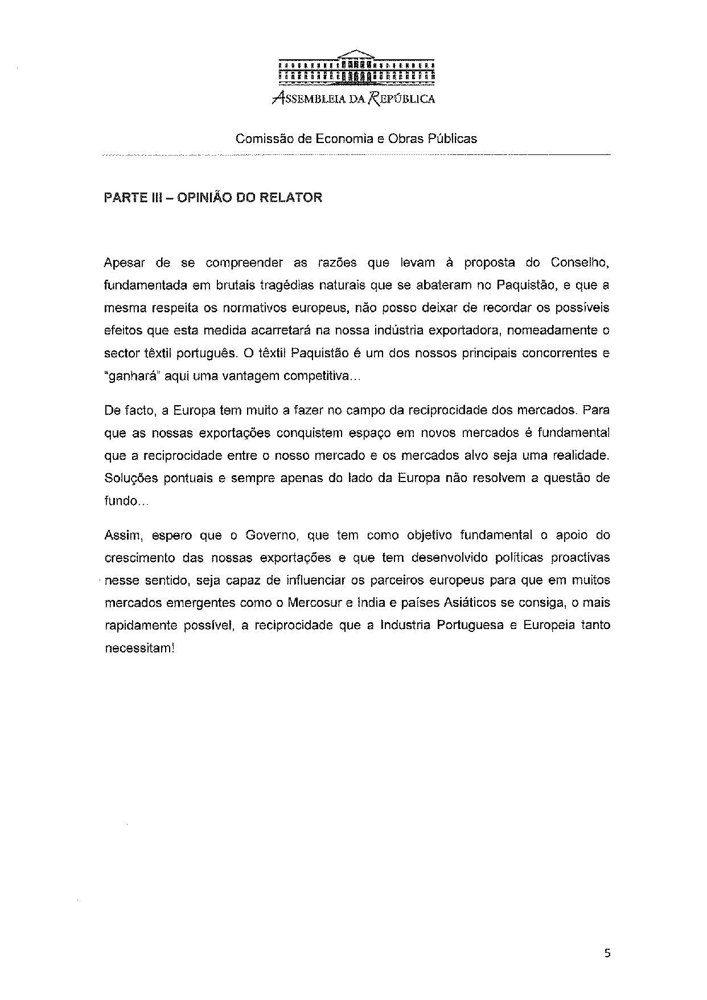 ASSEMBLEIA DA REPÚBLICA
Comissão de Economia e Obras Públicas
PARTE III – OPINIÃO DO RELATOR
Apesar de se compreender as razões que levam à proposta do Conselho,
fundamentada em brutais tragédias naturais que se abateram no Paquistão, e que a
mesma respeita os normativos europeus, não posso deixar de recordar os possíveis
efeitos que esta medida acarretará na nossa indústria exportadora, nomeadamente o
sector têxtil português. O têxtil Paquistão é um dos nossos principais concorrentes e
“ganhará” aqui uma vantagem competitiva...
De facto, a Europa tem muito a fazer no campo da reciprocidade dos mercados. Para
que as nossas exportações conquistem espaço em novos mercados é fundamental
que a reciprocidade entre o nosso mercado e os mercados alvo seja uma realidade.
Soluções pontuais e sempre apenas do lado da Europa não resolvem a questão de
fundo...
Assim, espero que o Governo, que tem como objetivo fundamental o apoio do
crescimento das nossas exportações e que tem desenvolvido políticas proactivas
nesse sentido, seja capaz de influenciar os parceiros europeus para que em muitos
mercados emergentes como o Mercosur e India e países Asiáticos se consiga, o mais
rapidamente possível, a reciprocidade que a Industria Portuguesa e Europeia tanto
necessitam!
5